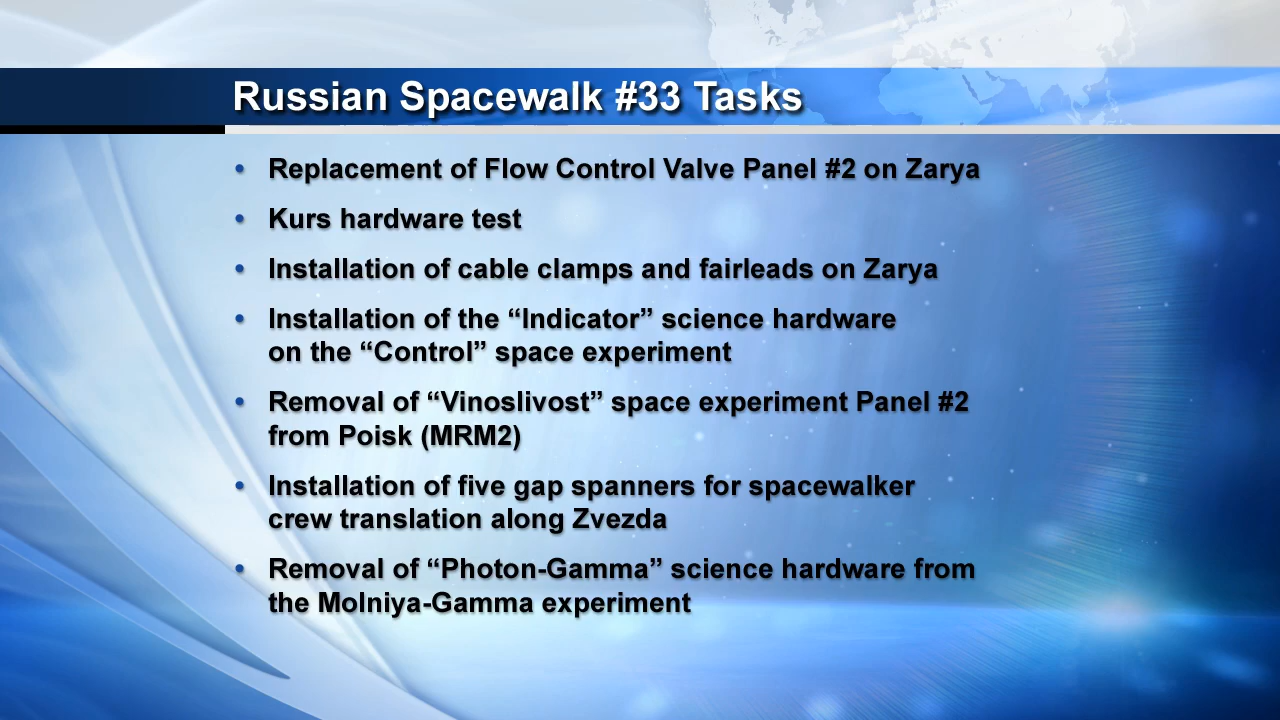 Russian Spacewalk #33 Tasks
• Replacement of Flow Control Valve Panel #2 on Zarya
• Kurs hardware test
• Installation of cable clamps and fairleads on Zarya
• Installation of the “Indicator” science hardware
on the “Control” space experiment
• Removal of “Vinoslivost” space experiment Panel #2
from Poisk (MRM2)
• Installation of five gap spanners for spacewalker
crew translation along Zvezda
• Removal of “Photon-Gamma” science hardware from
the Molniya-Gamma experiment